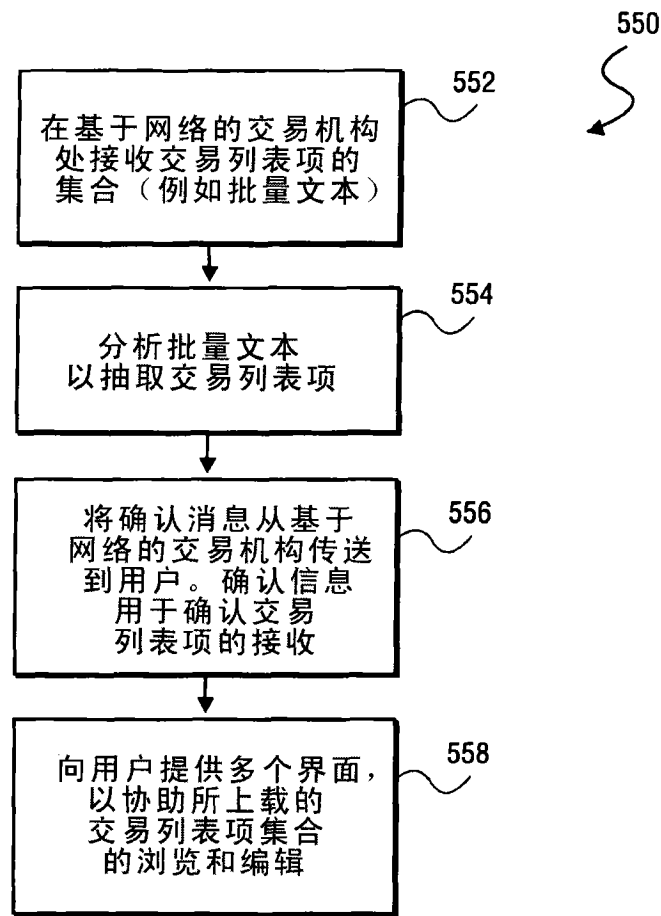 550
552
在基于网络的交易机构
处接收交易列表项的
集合（例如批量文本）
554
分析批量文本
以抽取交易列表项
556
将确认消息从基于
网络的交易机构传送
到用户。确认信息
用于确认交易
列表项的接收
558
向用户提供多个界面，
以协助所上载的
交易列表项集合
的浏览和编辑